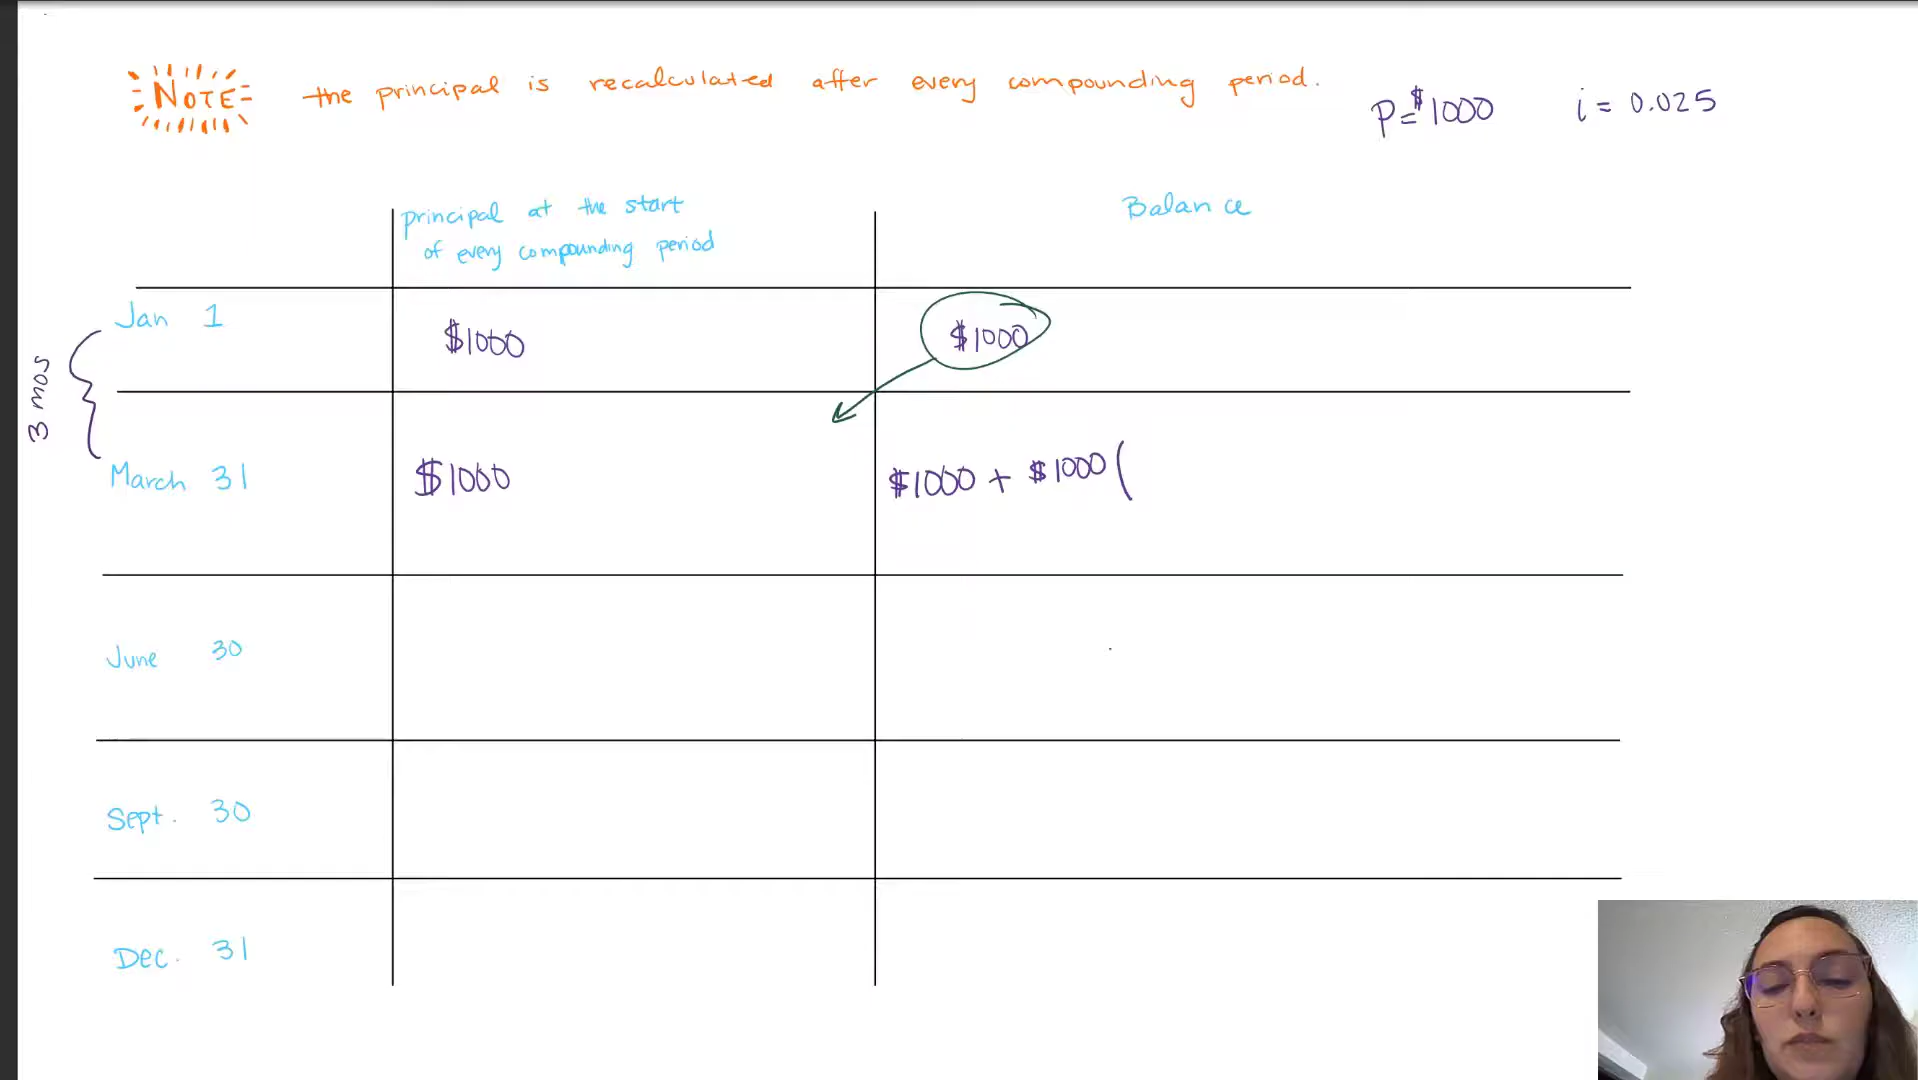 NOTE the principal is recalculated after every compounding period.
P=$1000 i = 0.025
principal at the start
of every compounding period
Balance
Jan 1 $1000 $1000
3 mos
March 31 $1000 $1000 + $1000(
June 30
Sept. 30
Dec. 31